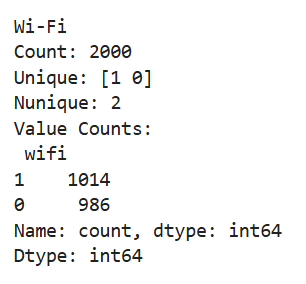 Wi-Fi
Count: 2000
Unique: [1 0]
Nunique: 2
Value Counts:
 wifi
1    1014
0     986
Name: count, dtype: int64
Dtype: int64